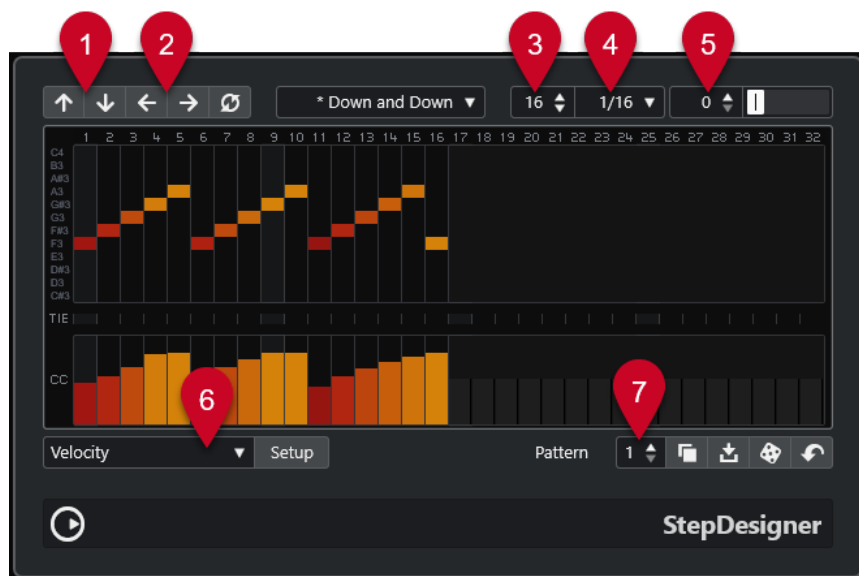 1 2 3 4 5
* Down and Down 16 1/16 0
1 2 3 4 5 6 7 8 9 10 11 12 13 14 15 16 17 18 19 20 21 22 23 24 25 26 27 28 29 30 31 32
C4
B3
A#3
A3
G#3
G3
F#3
F3
E3
D#3
D3
C#3
TIE
CC
6 7
Velocity Setup Pattern 1
StepDesigner